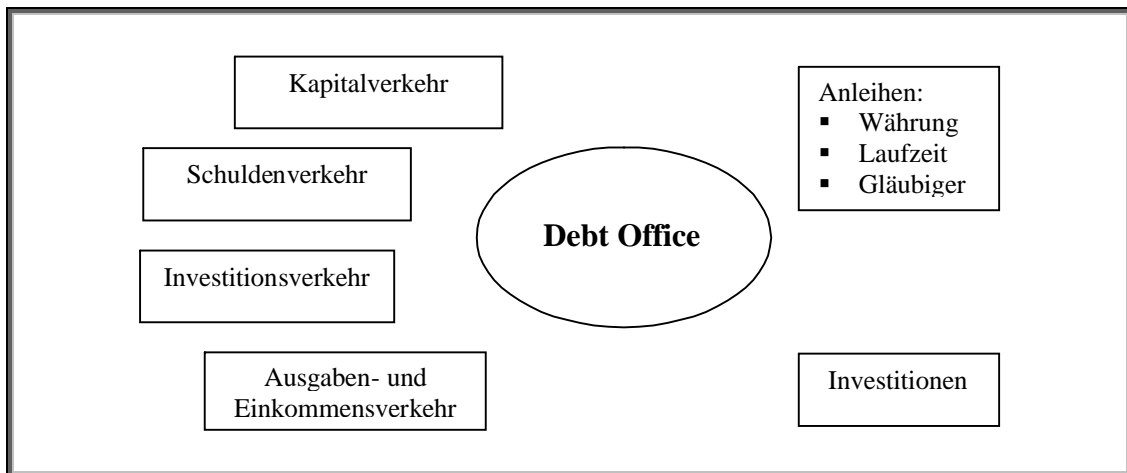 Kapitalverkehr
Schuldenverkehr
Investitionsverkehr
Ausgaben- und
Einkommensverkehr
Debt Office
Anleihen:
▪ Währung
▪ Laufzeit
▪ Gläubiger
Investitionen